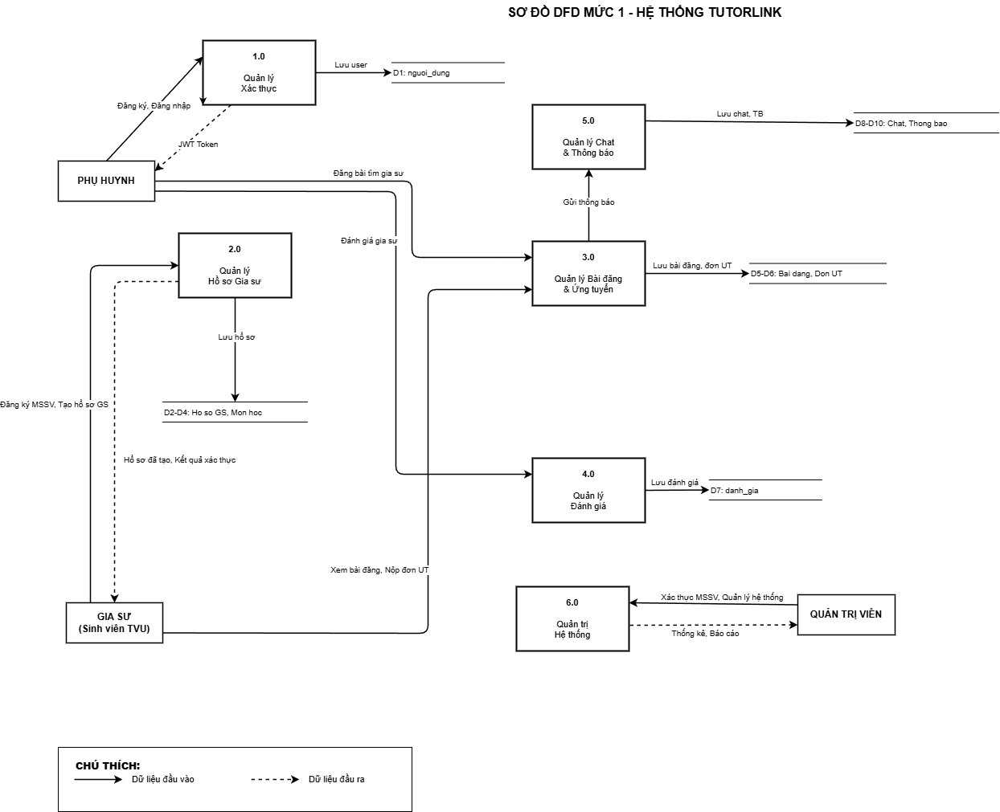 SƠ ĐỒ DFD MỨC 1 - HỆ THỐNG TUTORLINK
1.0
Quản lý
Xác thực
Lưu user
D1: nguoi_dung
Đăng ký, Đăng nhập
JWT Token
PHỤ HUYNH
5.0
Quản lý Chat
& Thông báo
Lưu chat, TB
D8-D10: Chat, Thong bao
Đăng bài tìm gia sư
Gửi thông báo
Đánh giá gia sư
2.0
Quản lý
Hồ sơ Gia sư
3.0
Quản lý Bài đăng
& Ứng tuyển
Lưu bài đăng, đơn UT
D5-D6: Bai dang, Don UT
Lưu hồ sơ
Đăng ký MSSV, Tạo hồ sơ GS
D2-D4: Ho so GS, Mon hoc
Hồ sơ đã tạo, Kết quả xác thực
4.0
Quản lý
Đánh giá
Lưu đánh giá
D7: danh_gia
Xem bài đăng, Nộp đơn UT
GIA SƯ
(Sinh viên TVU)
6.0
Quản trị
Hệ thống
Xác thực MSSV, Quản lý hệ thống
Thống kê, Báo cáo
QUẢN TRỊ VIÊN
CHÚ THÍCH:
Dữ liệu đầu vào
Dữ liệu đầu ra